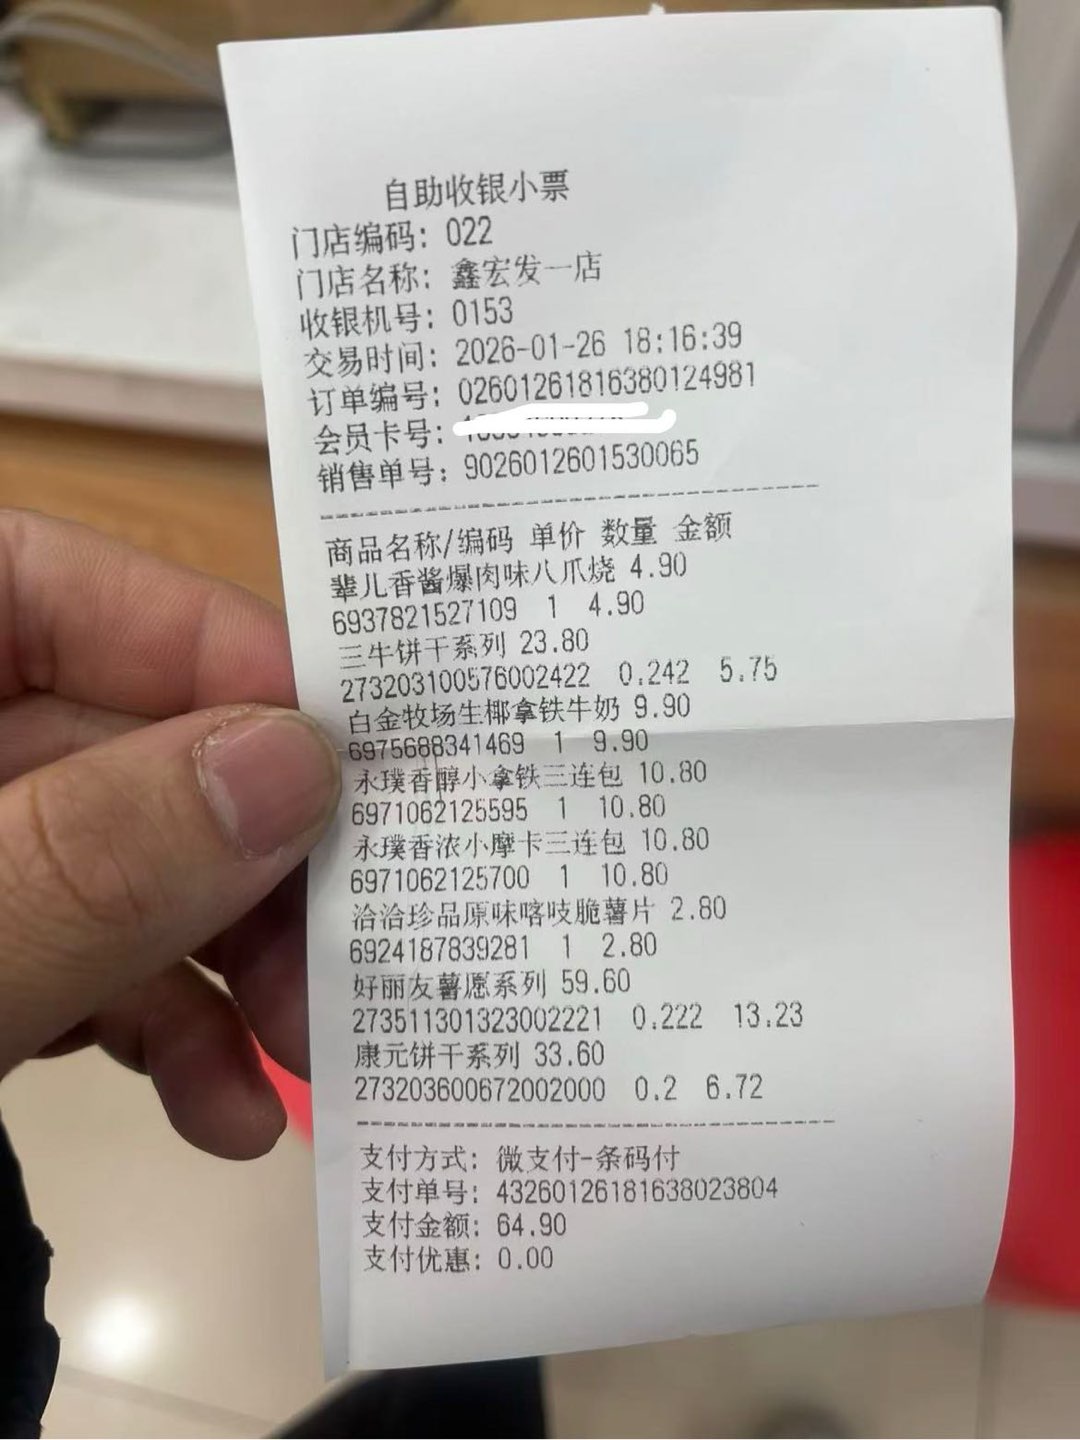 自助收银小票
门店编码: 022
门店名称: 鑫宏发一店
收银机号: 0153
交易时间: 2026-01-26 18:16:39
订单编号: 02601261816380124981
会员卡号:
销售单号: 9026012601530065
商品名称/编码 单价 数量 金额
辈儿香酱爆肉味八爪烧 4.90
6937821527109 1 4.90
三牛饼干系列 23.80
273203100576002422 0.242 5.75
白金牧场生椰拿铁牛奶 9.90
6975688341469 1 9.90
永璞香醇小拿铁三连包 10.80
6971062125595 1 10.80
永璞香浓小摩卡三连包 10.80
6971062125700 1 10.80
洽洽珍品原味喀吱脆薯片 2.80
6924187839281 1 2.80
好丽友薯愿系列 59.60
273511301323002221 0.222 13.23
康元饼干系列 33.60
273203600672002000 0.2 6.72
支付方式: 微支付-条码付
支付单号: 432601261816380238​04
支付金额: 64.90
支付优惠: 0.00